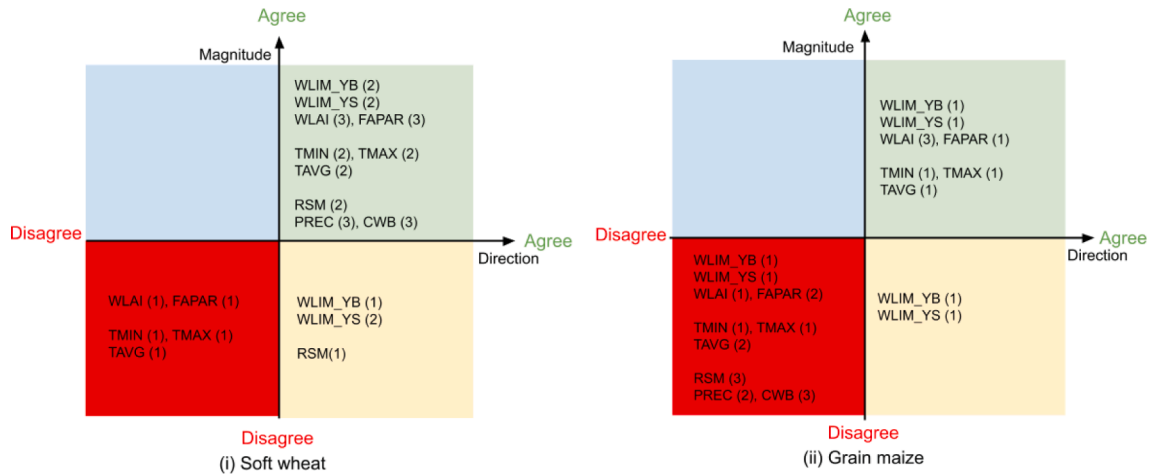 Agree
Magnitude
WLIM_YB (2)
WLIM_YS (2)
WLAI (3), FAPAR (3)
TMIN (2), TMAX (2)
TAVG (2)
RSM (2)
PREC (3), CWB (3)
Disagree
Agree
Direction
WLAI (1), FAPAR (1)
TMIN (1), TMAX (1)
TAVG (1)
WLIM_YB (1)
WLIM_YS (2)
RSM(1)
Disagree
(i) Soft wheat
Agree
Magnitude
WLIM_YB (1)
WLIM_YS (1)
WLAI (3), FAPAR (1)
TMIN (1), TMAX (1)
TAVG (1)
Disagree
Agree
Direction
WLIM_YB (1)
WLIM_YS (1)
WLAI (1), FAPAR (2)
TMIN (1), TMAX (1)
TAVG (2)
RSM (3)
PREC (2), CWB (3)
WLIM_YB (1)
WLIM_YS (1)
Disagree
(ii) Grain maize